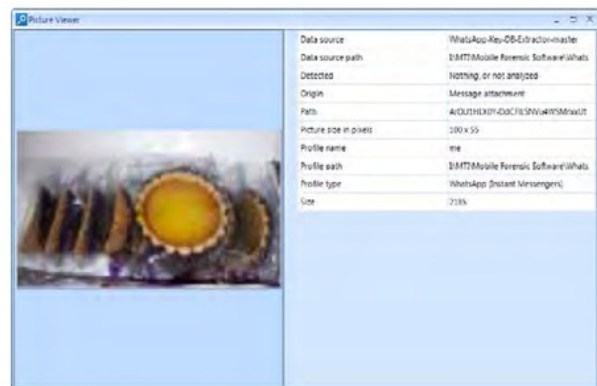 Picture Viewer
Data source WhatsApp-Key-DB-Extractor-master
Data source path
Detected Nothing, or not analyzed
Origin Message attachment
Path
Picture size in pixels 100 x 55
Profile name me
Profile path
Profile type WhatsApp (Instant Messengers)
Size